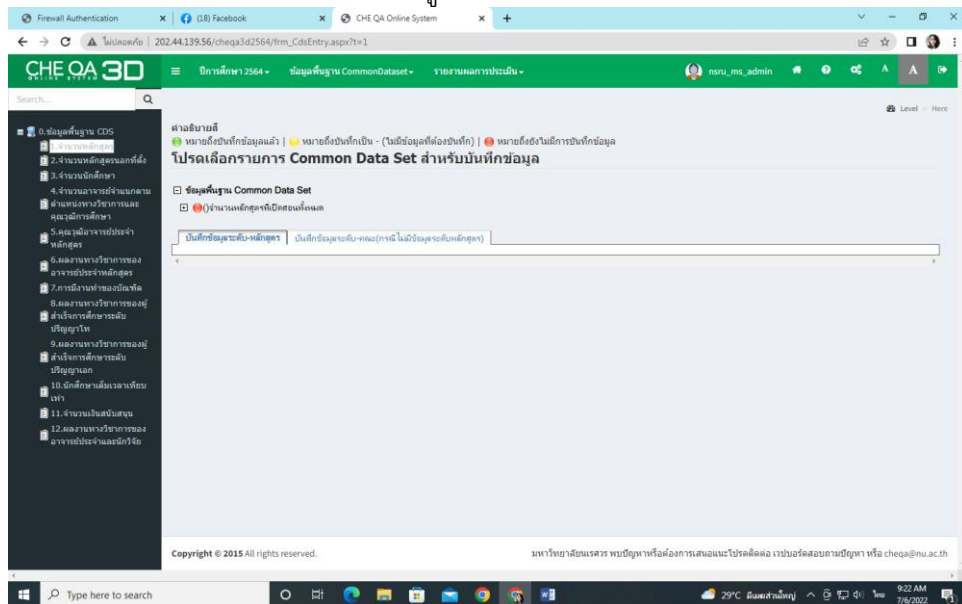 Firewall Authentication
(18) Facebook
CHE QA Online System
ไม่ปลอดภัย | 202.44.139.56/cheqa3d2564/frm_CdsEntry.aspx?t=1
CHE QA 3D
ONLINE SYSTEM
ปีการศึกษา 2564
ข้อมูลพื้นฐาน CommonDataset
รายงานผลการประเมิน
nsru_ms_admin
A
A
Search...
Level > Here
0.ข้อมูลพื้นฐาน CDS
1.จำนวนหลักสูตร
2.จำนวนหลักสูตรนอกที่ตั้ง
3.จำนวนนักศึกษา
4.จำนวนอาจารย์จำแนกตาม
ตำแหน่งทางวิชาการและ
คุณวุฒิการศึกษา
5.คุณวุฒิอาจารย์ประจำ
หลักสูตร
6.ผลงานทางวิชาการของ
อาจารย์ประจำหลักสูตร
7.การมีงานทำของบัณฑิต
8.ผลงานทางวิชาการของผู้
สำเร็จการศึกษาระดับ
ปริญญาโท
9.ผลงานทางวิชาการของผู้
สำเร็จการศึกษาระดับ
ปริญญาเอก
10.นักศึกษาเต็มเวลาเทียบ
เท่า
11.จำนวนเงินสนับสนุน
12.ผลงานทางวิชาการของ
อาจารย์ประจำและนักวิจัย
คำอธิบายสี
หมายถึงบันทึกข้อมูลแล้ว | หมายถึงบันทึกเป็น - (ไม่มีข้อมูลที่ต้องบันทึก) | หมายถึงยังไม่มีการบันทึกข้อมูล
โปรดเลือกรายการ Common Data Set สำหรับบันทึกข้อมูล
ข้อมูลพื้นฐาน Common Data Set
()จำนวนหลักสูตรที่เปิดสอนทั้งหมด
บันทึกข้อมูลระดับ-หลักสูตร
บันทึกข้อมูลระดับ-คณะ(กรณีไม่มีข้อมูลระดับหลักสูตร)
Copyright © 2015 All rights reserved.
มหาวิทยาลัยนเรศวร พบปัญหาหรือต้องการเสนอแนะโปรดติดต่อ เวปบอร์ดสอบถามปัญหา หรือ cheqa@nu.ac.th
Type here to search
29°C มีเมฆส่วนใหญ่
ไทย
9:22 AM
7/6/2022